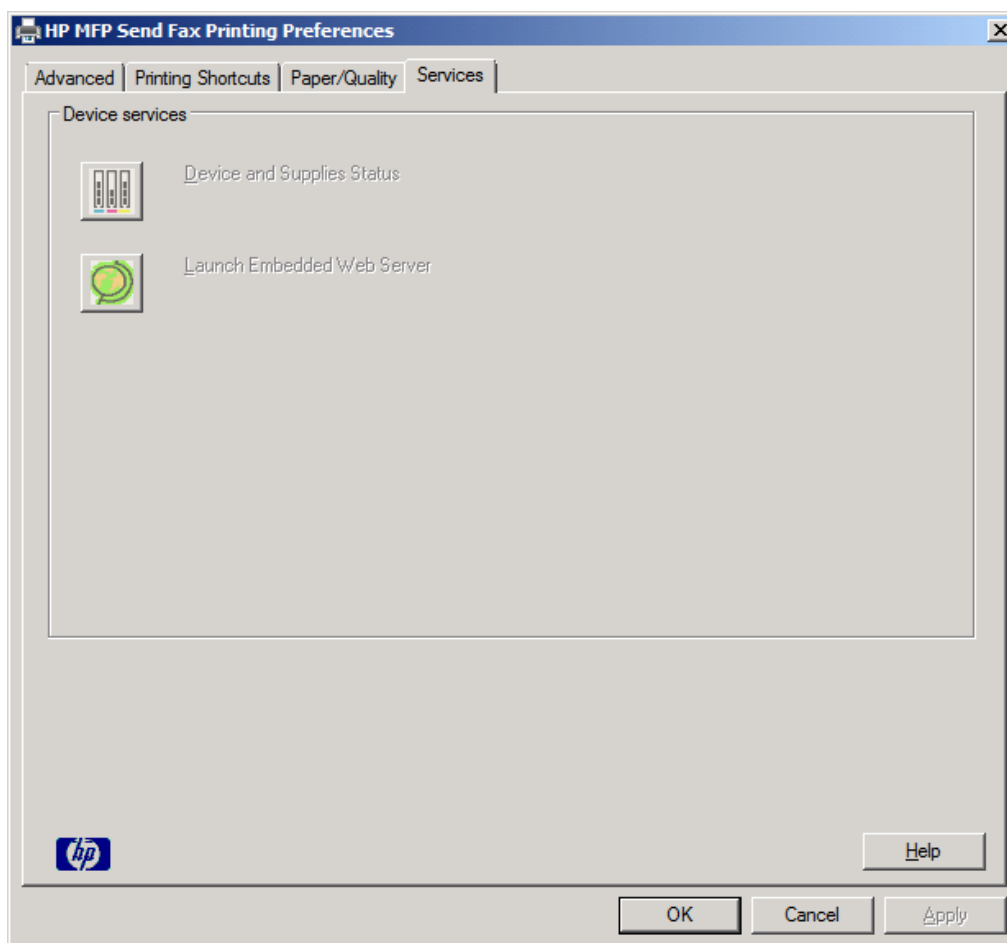 HP MFP Send Fax Printing Preferences
Advanced
Printing Shortcuts
Paper/Quality
Services
Device services
Device and Supplies Status
Launch Embedded Web Server
hp
Help
OK
Cancel
Apply